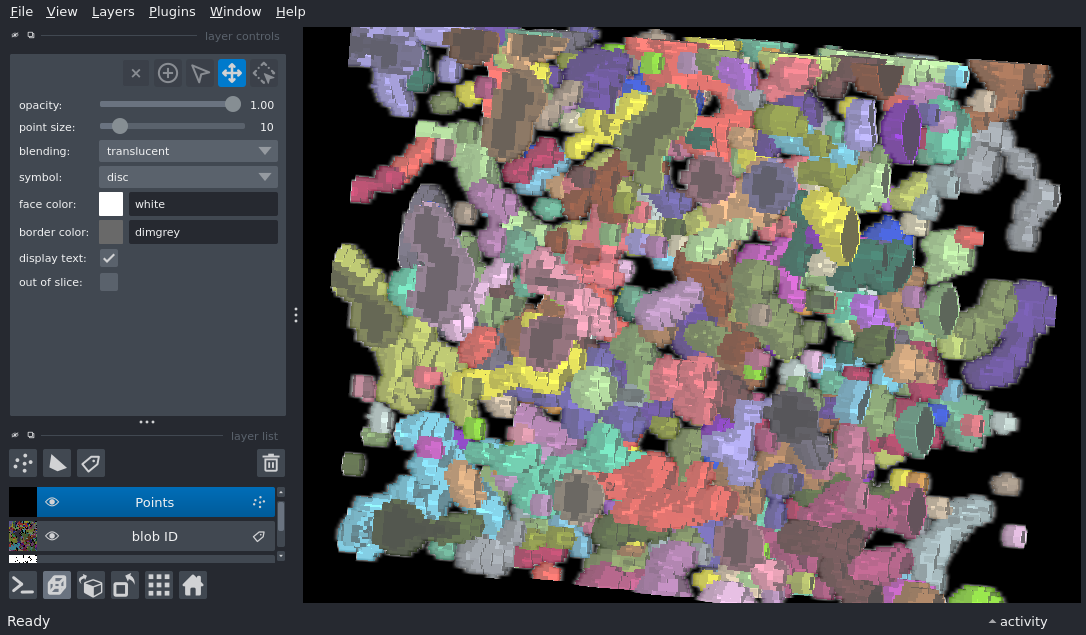 File View Layers Plugins Window Help
layer controls
opacity: 1.00
point size: 10
blending: translucent
symbol: disc
face color: white
border color: dimgrey
display text:
out of slice:
layer list
Points
blob ID
Ready
activity